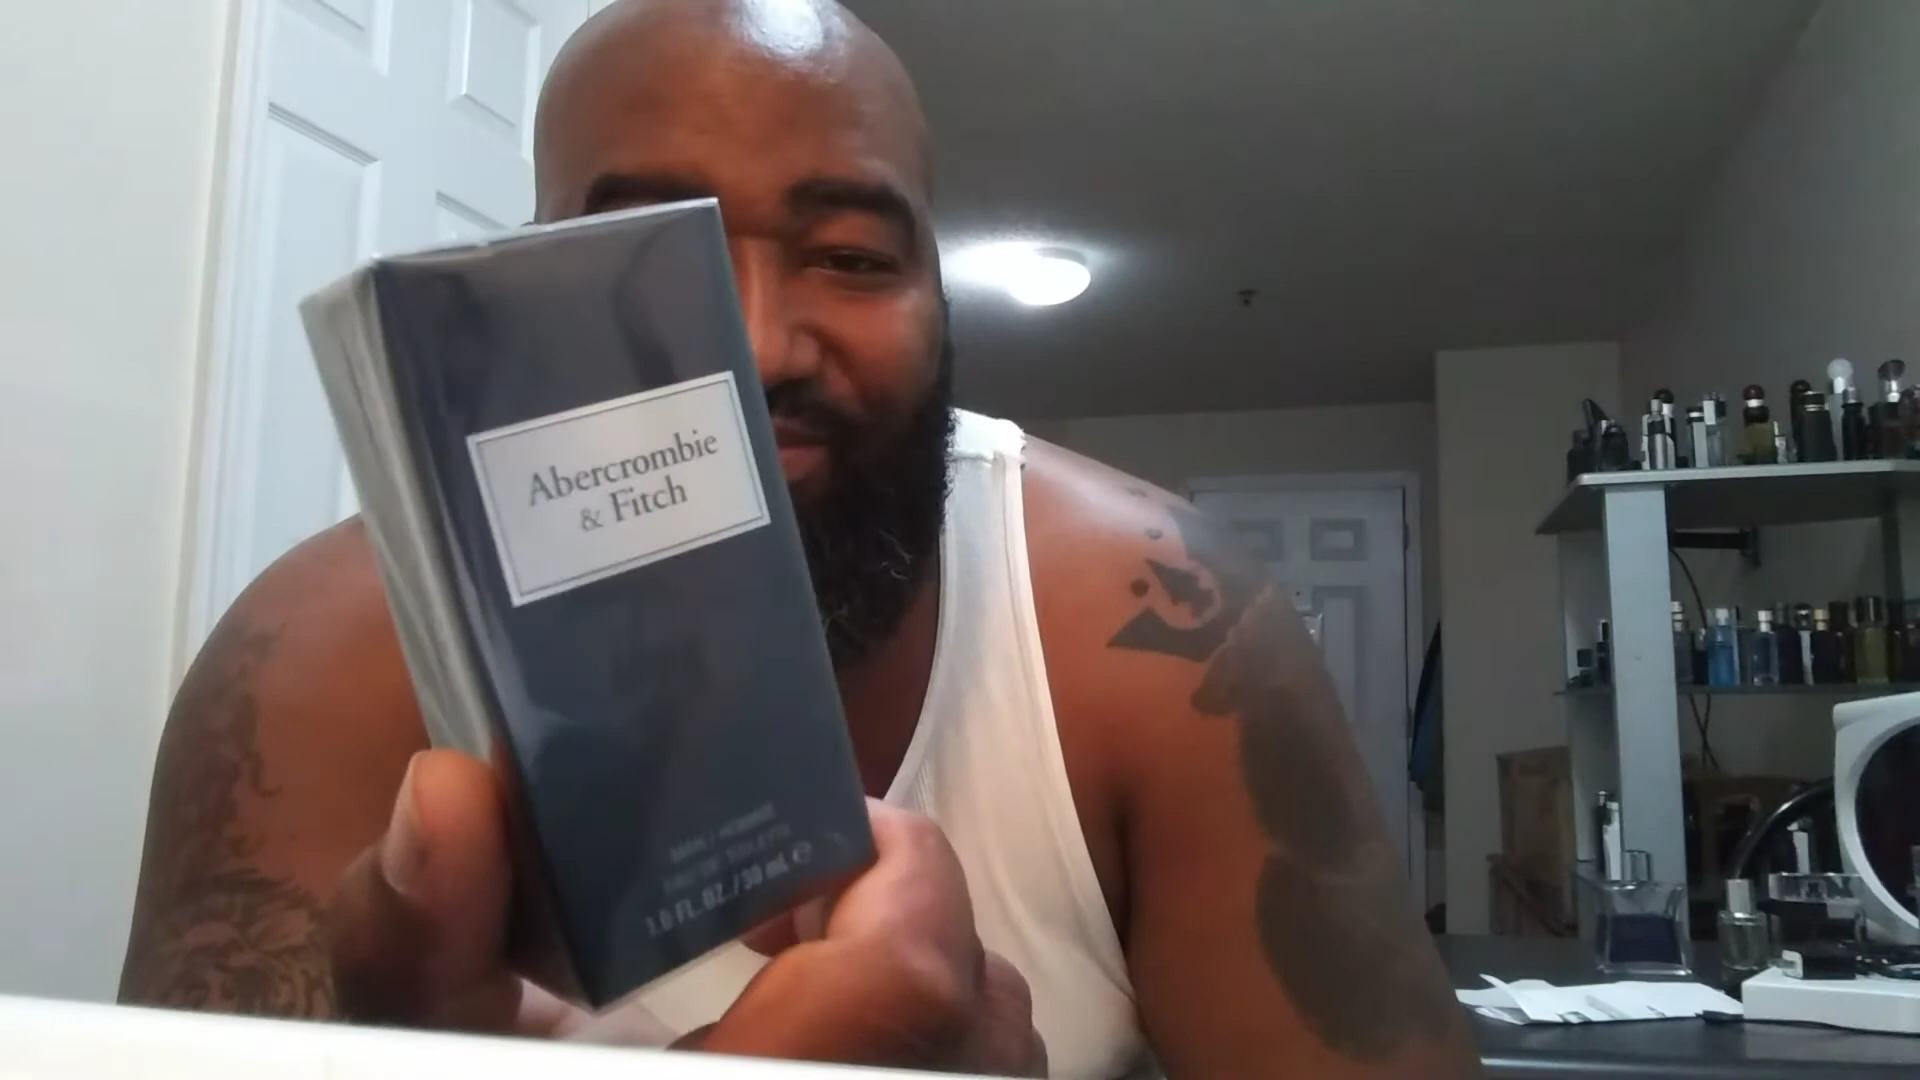 Abercrombie
& Fitch
MAN / HOMME
EAU DE TOILETTE
1.0 FL.OZ./30 mL ℮